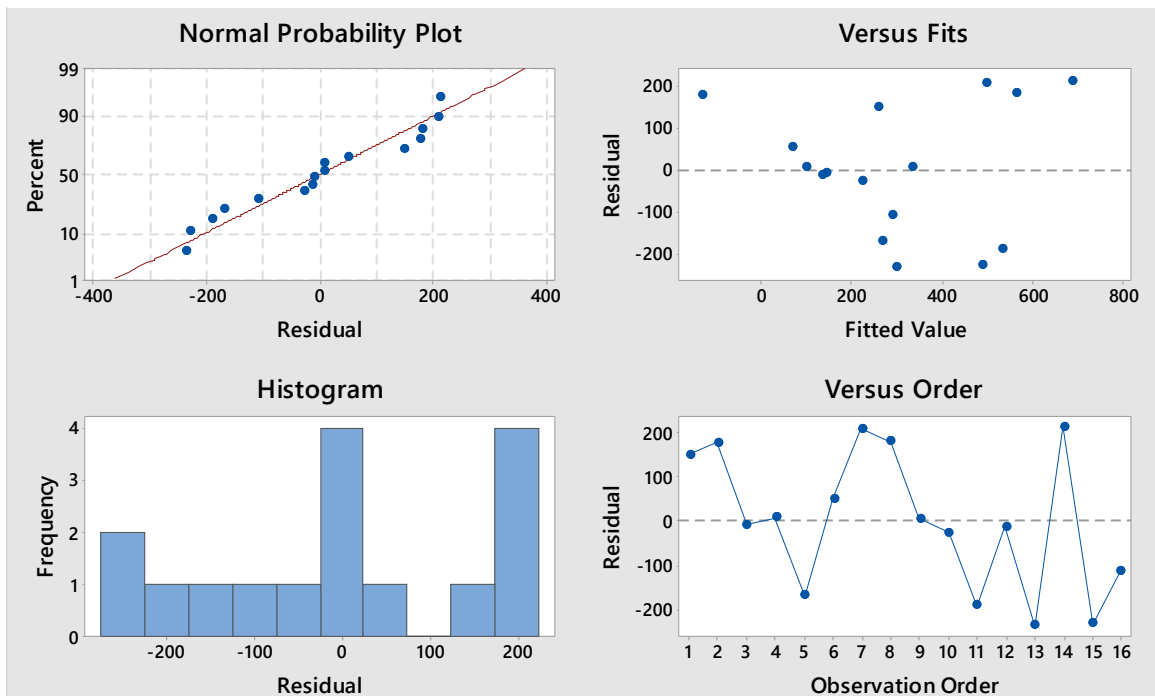 Normal Probability Plot
99
90
50
10
1
Percent
-400
-200
0
200
400
Residual
Versus Fits
200
100
0
-100
-200
Residual
0
200
400
600
800
Fitted Value
Histogram
4
3
2
1
0
Frequency
-200
-100
0
100
200
Residual
Versus Order
200
100
0
-100
-200
Residual
1 2 3 4 5 6 7 8 9 10 11 12 13 14 15 16
Observation Order